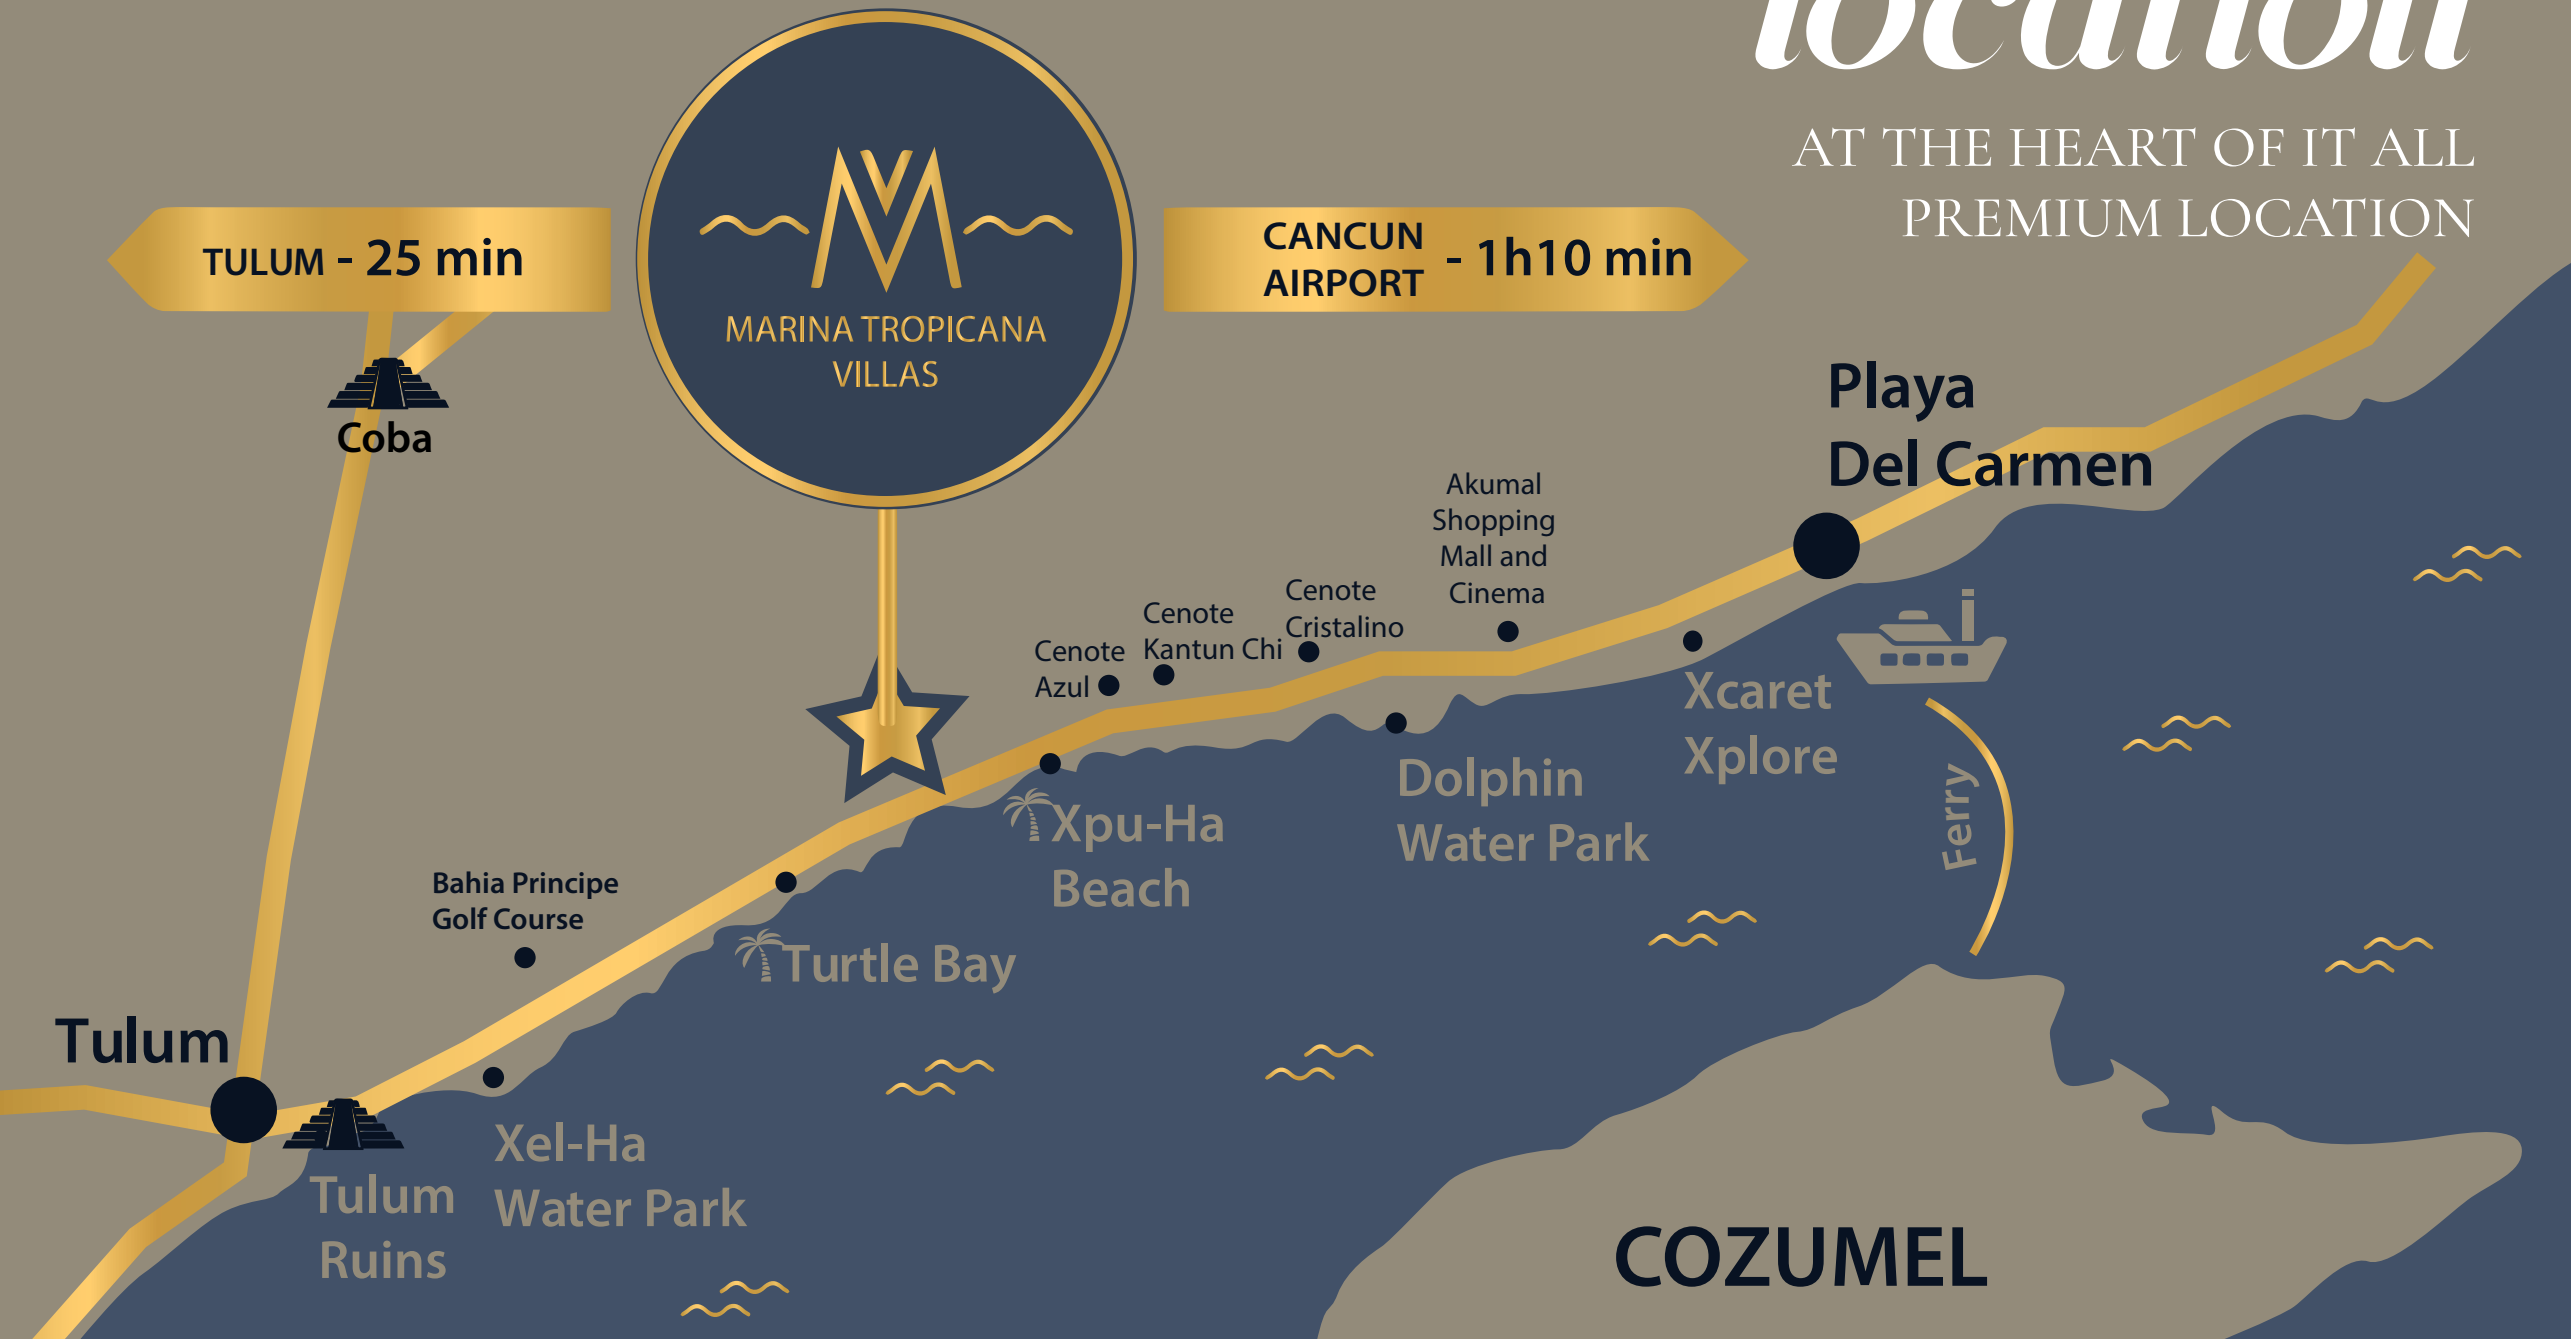 location
AT THE HEART OF IT ALL
PREMIUM LOCATION
TULUM - 25 min
MARINA TROPICANA
VILLAS
CANCUN
AIRPORT - 1h10 min
Coba
Playa
Del Carmen
Akumal
Shopping
Mall and
Cinema
Cenote
Cristalino
Cenote
Kantun Chi
Cenote
Azul
Xcaret
Xplore
Dolphin
Water Park
Ferry
Xpu-Ha
Beach
Bahia Principe
Golf Course
Turtle Bay
Tulum
Xel-Ha
Water Park
Tulum
Ruins
COZUMEL